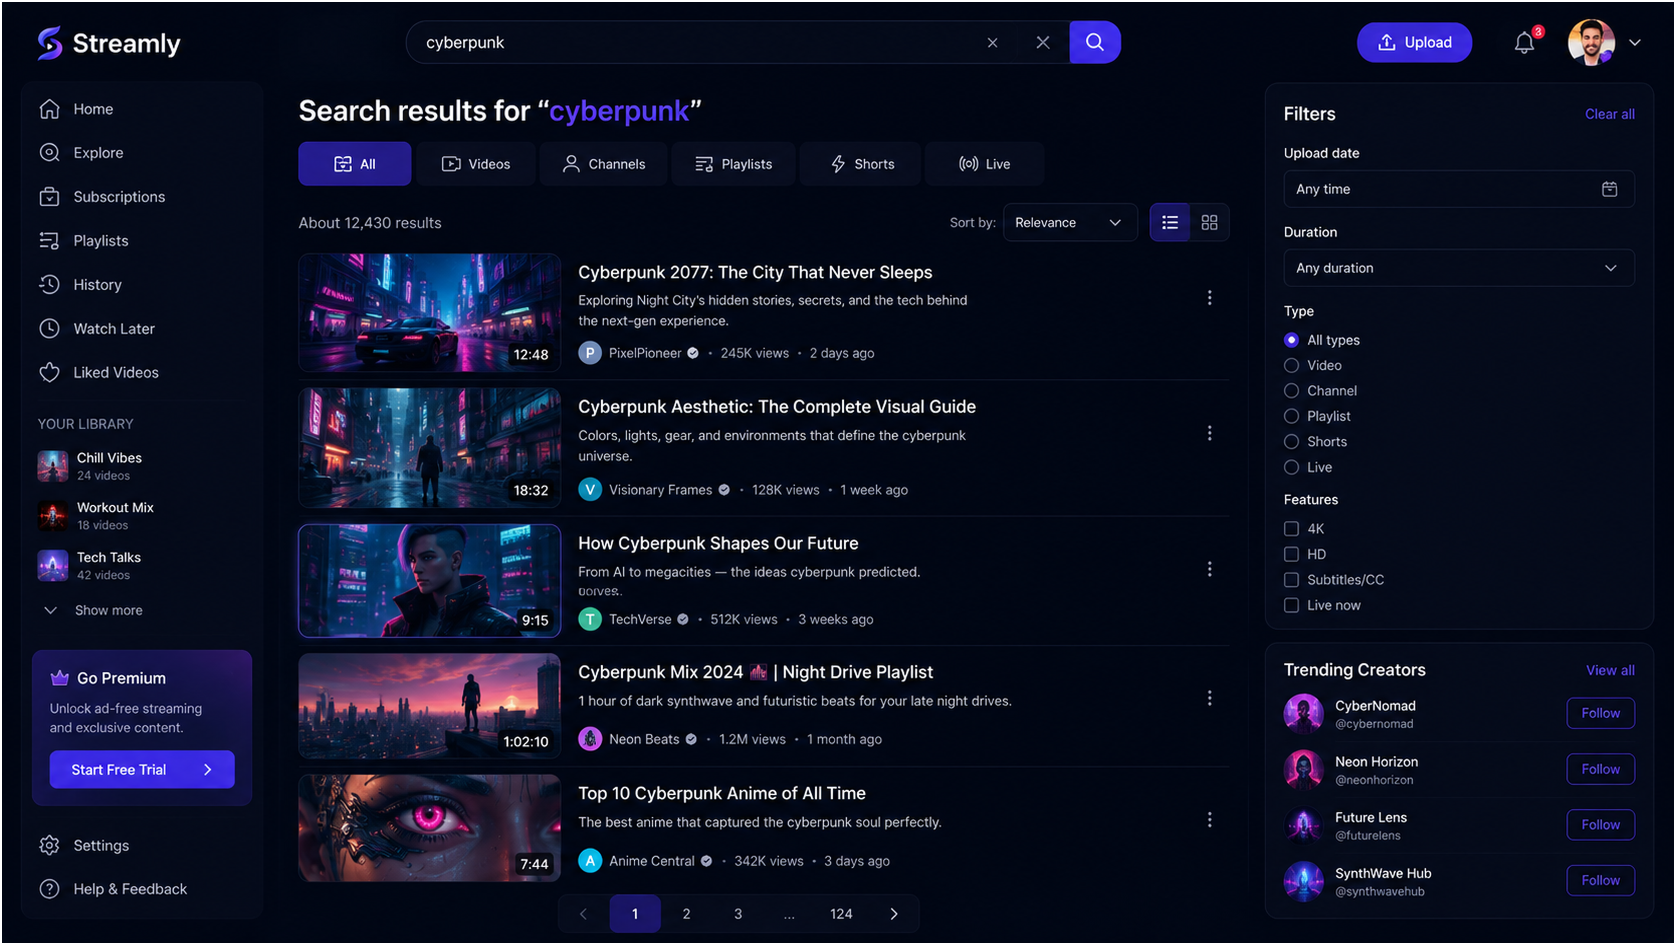 Streamly
cyberpunk
Upload
3
Home
Explore
Subscriptions
Playlists
History
Watch Later
Liked Videos
YOUR LIBRARY
Chill Vibes
24 videos
Workout Mix
18 videos
Tech Talks
42 videos
Show more
Go Premium
Unlock ad-free streaming
and exclusive content.
Start Free Trial
Settings
Help & Feedback
Search results for “cyberpunk”
All
Videos
Channels
Playlists
Shorts
Live
About 12,430 results
Sort by:
Relevance
12:48
Cyberpunk 2077: The City That Never Sleeps
Exploring Night City's hidden stories, secrets, and the tech behind
the next-gen experience.
P
PixelPioneer • 245K views • 2 days ago
18:32
Cyberpunk Aesthetic: The Complete Visual Guide
Colors, lights, gear, and environments that define the cyberpunk
universe.
V
Visionary Frames • 128K views • 1 week ago
9:15
How Cyberpunk Shapes Our Future
From AI to megacities — the ideas cyberpunk predicted.
T
TechVerse • 512K views • 3 weeks ago
1:02:10
Cyberpunk Mix 2024 | Night Drive Playlist
1 hour of dark synthwave and futuristic beats for your late night drives.
Neon Beats • 1.2M views • 1 month ago
7:44
Top 10 Cyberpunk Anime of All Time
The best anime that captured the cyberpunk soul perfectly.
A
Anime Central • 342K views • 3 days ago
1
2
3
...
124
Filters
Clear all
Upload date
Any time
Duration
Any duration
Type
All types
Video
Channel
Playlist
Shorts
Live
Features
4K
HD
Subtitles/CC
Live now
Trending Creators
View all
CyberNomad
@cybernomad
Follow
Neon Horizon
@neonhorizon
Follow
Future Lens
@futurelens
Follow
SynthWave Hub
@synthwavehub
Follow